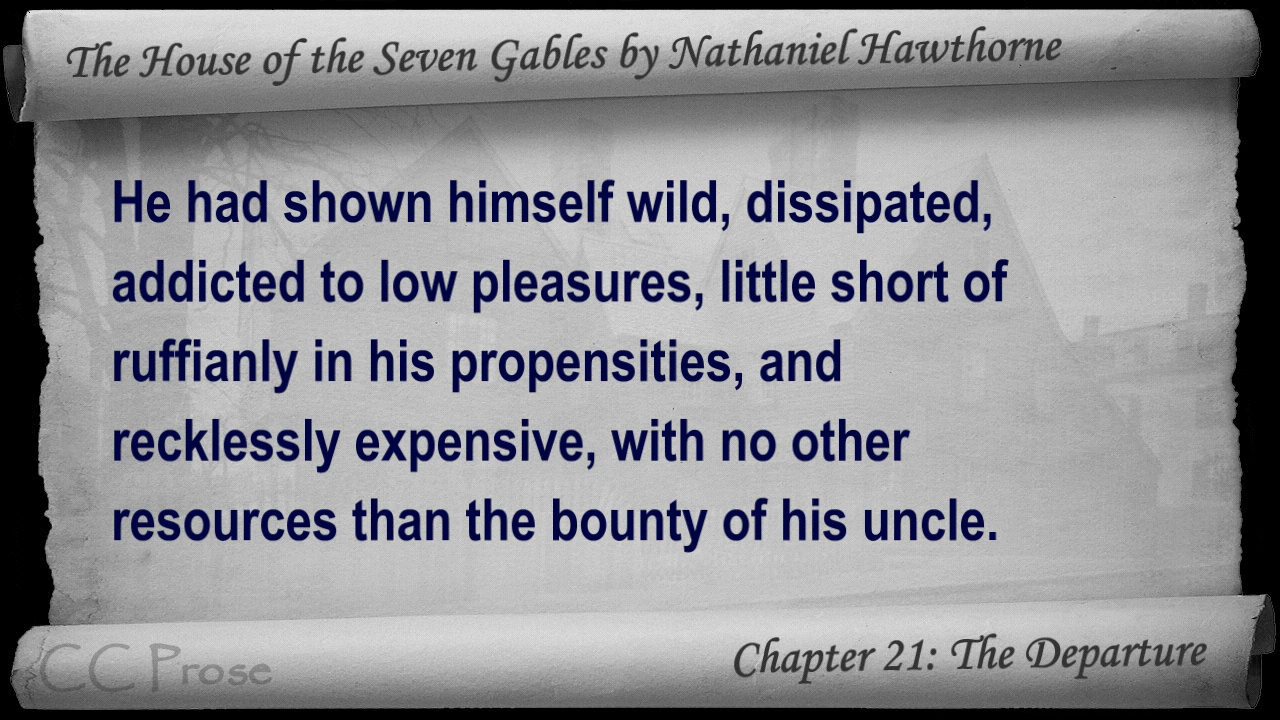 The House of the Seven Gables by Nathaniel Hawthorne
He had shown himself wild, dissipated,
addicted to low pleasures, little short of
ruffianly in his propensities, and
recklessly expensive, with no other
resources than the bounty of his uncle.
CC Prose
Chapter 21: The Departure